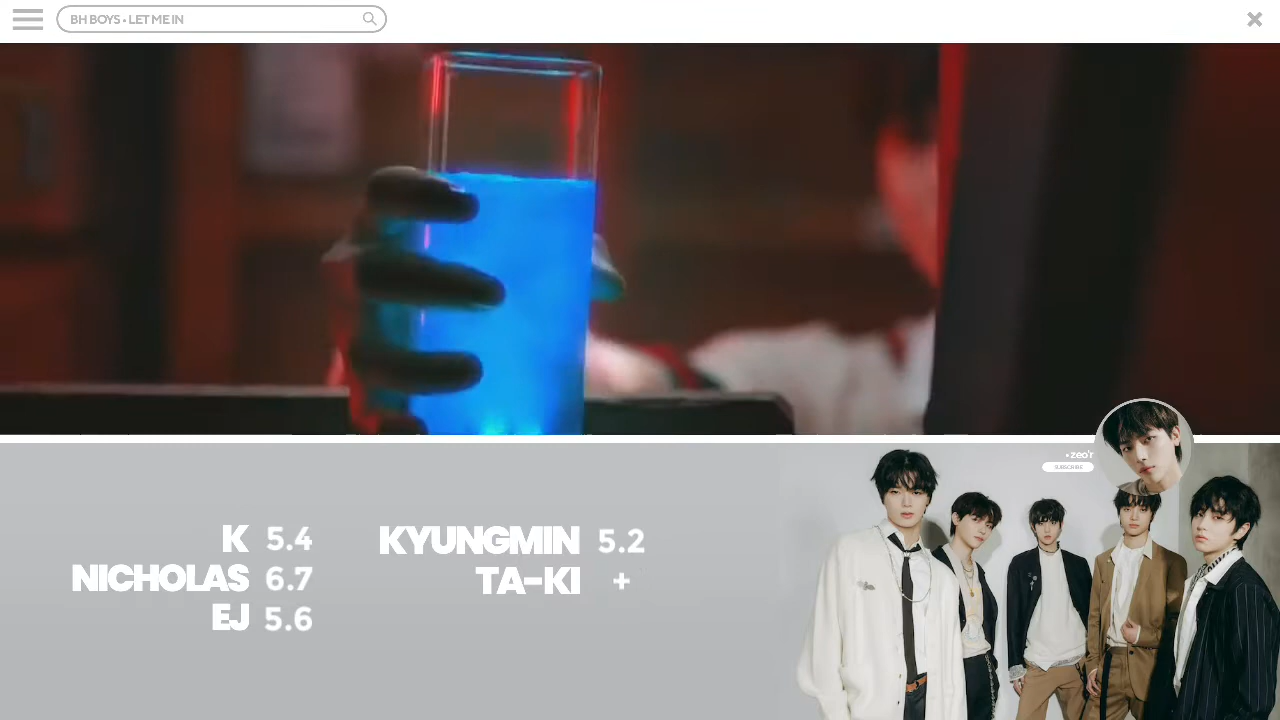 BH BOYS • LET ME IN
• zeo'r
SUBSCRIBE
K 5.4
NICHOLAS 6.7
EJ 5.6
KYUNGMIN 5.2
TA-KI +